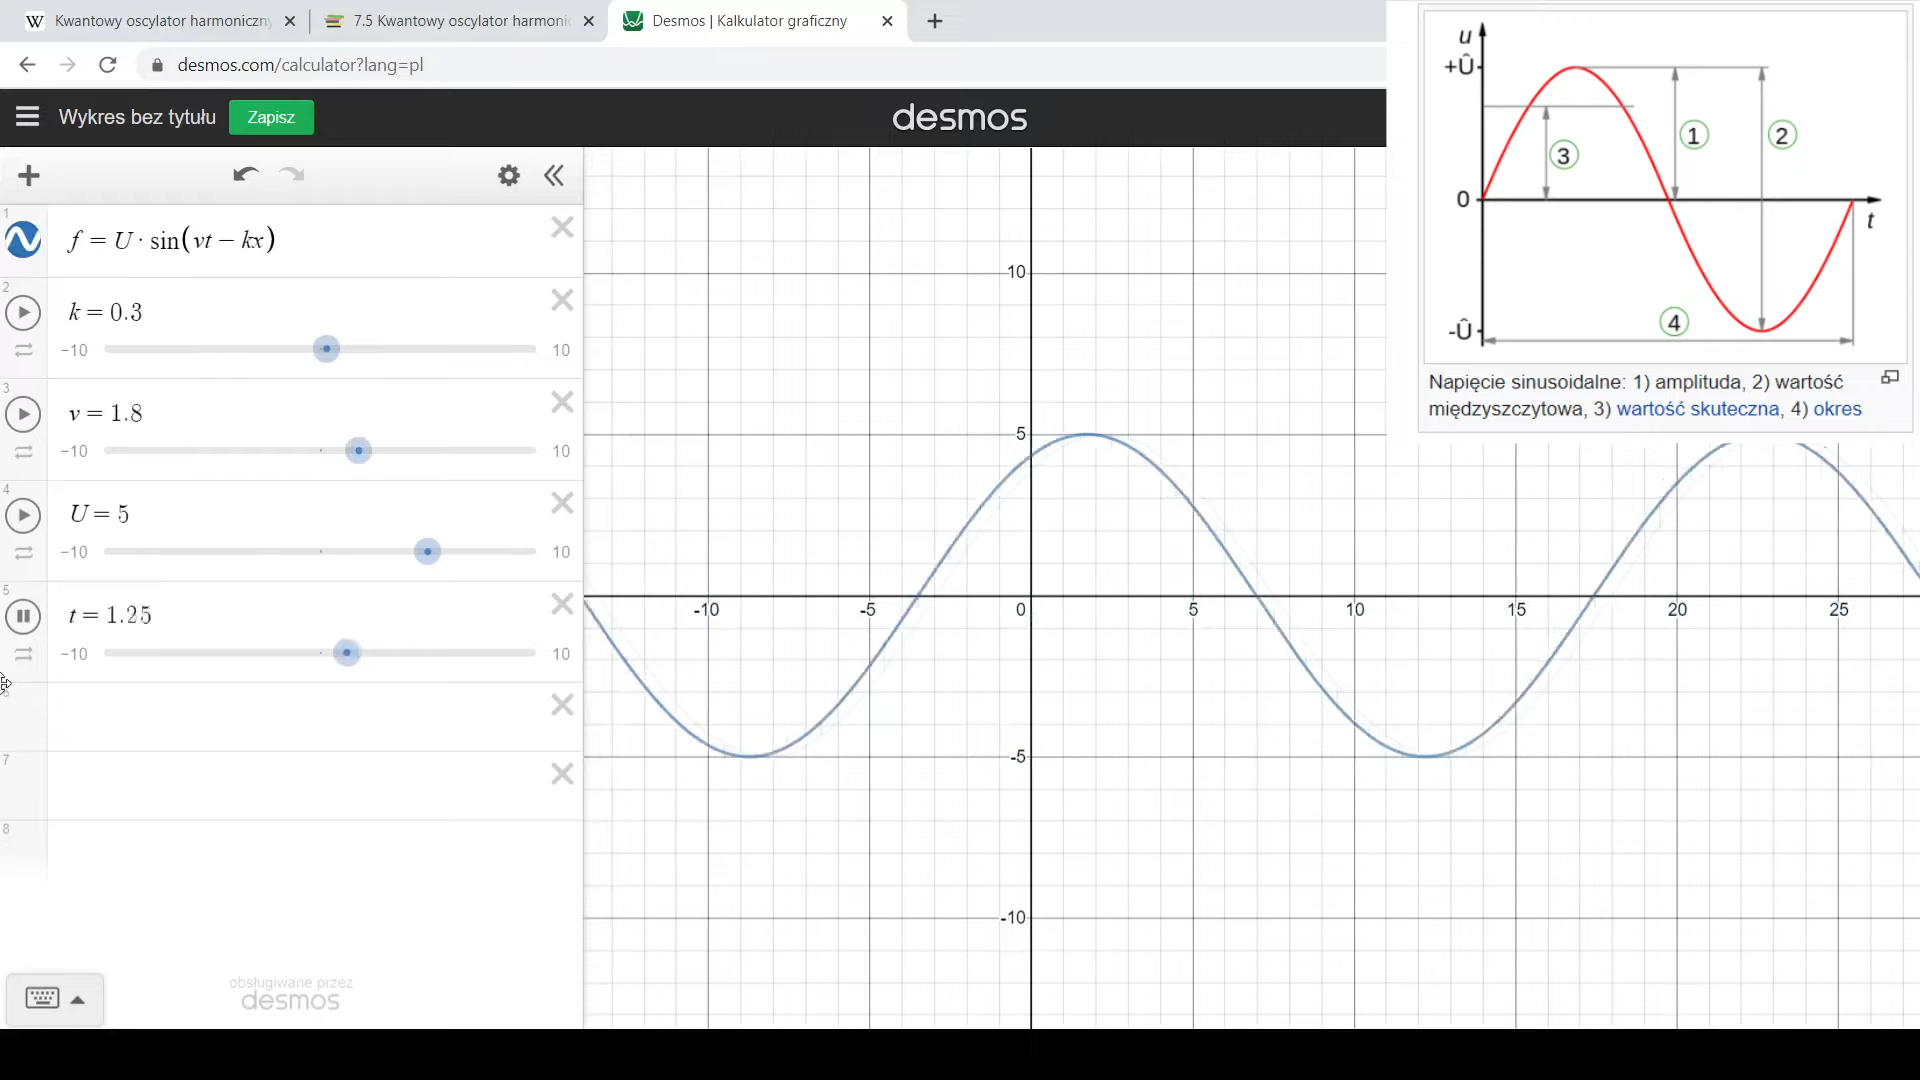 Kwantowy oscylator harmoniczny
7.5 Kwantowy oscylator harmoni
Desmos | Kalkulator graficzny
desmos.com/calculator?lang=pl
Wykres bez tytułu
Zapisz
desmos
1
f = U · sin(vt − kx)
2
k = 0.3
−10
10
3
v = 1.8
−10
10
4
U = 5
−10
10
5
t = 1.25
−10
10
6
7
8
obsługiwane przez
desmos
10
5
-10
-5
0
5
10
15
20
25
-5
-10
u
+Û
0
-Û
t
1
2
3
4
Napięcie sinusoidalne: 1) amplituda, 2) wartość
międzyszczytowa, 3) wartość skuteczna, 4) okres